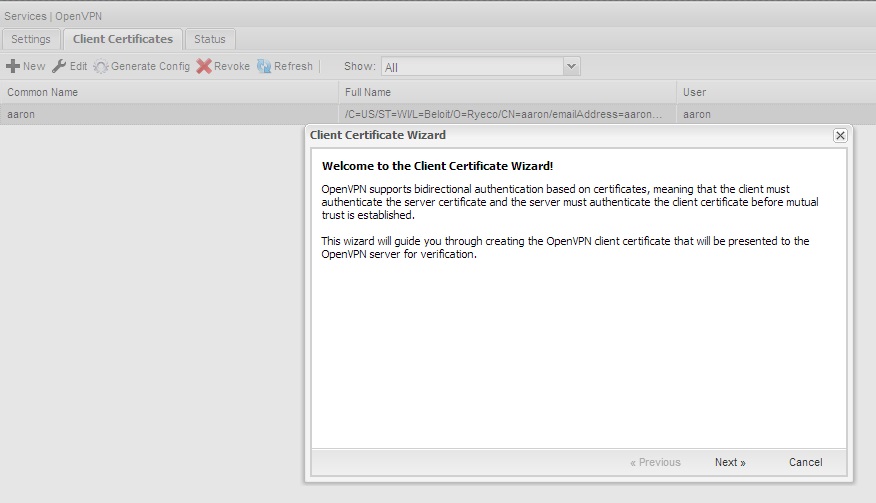 Services | OpenVPN
Settings Client Certificates Status
New Edit Generate Config Revoke Refresh Show: All
Common Name Full Name User
aaron /C=US/ST=WI/L=Beloit/O=Ryeco/CN=aaron/emailAddress=aaron... aaron
Client Certificate Wizard
Welcome to the Client Certificate Wizard!
OpenVPN supports bidirectional authentication based on certificates, meaning that the client must
authenticate the server certificate and the server must authenticate the client certificate before mutual
trust is established.
This wizard will guide you through creating the OpenVPN client certificate that will be presented to the
OpenVPN server for verification.
« Previous Next » Cancel